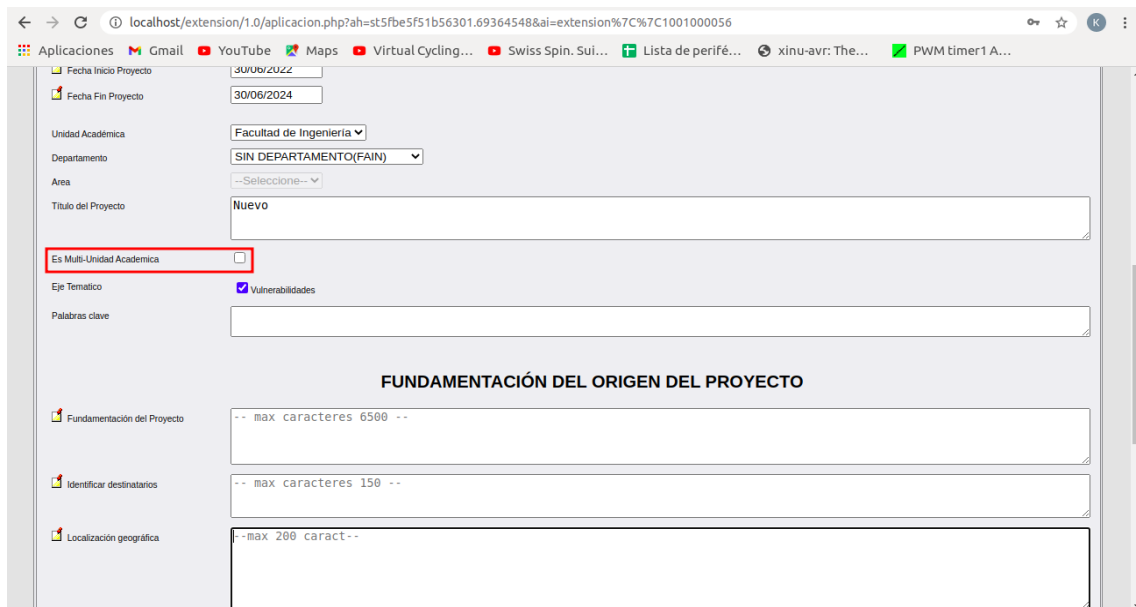 localhost/extension/1.0/aplicacion.php?ah=st5fbe5f51b56301.69364548&ai=extension%7C%7C1001000056
K
Aplicaciones Gmail YouTube Maps Virtual Cycling... Swiss Spin. Sui... Lista de perifé... xinu-avr: The... PWM timer1 A...
Fecha Inicio Proyecto 30/06/2022
Fecha Fin Proyecto 30/06/2024
Unidad Académica Facultad de Ingeniería
Departamento SIN DEPARTAMENTO(FAIN)
Area --Seleccione--
Titulo del Proyecto Nuevo
Es Multi-Unidad Academica
Eje Tematico Vulnerabilidades
Palabras clave
FUNDAMENTACIÓN DEL ORIGEN DEL PROYECTO
Fundamentación del Proyecto -- max caracteres 6500 --
Identificar destinatarios -- max caracteres 150 --
Localización geográfica --max 200 caract--